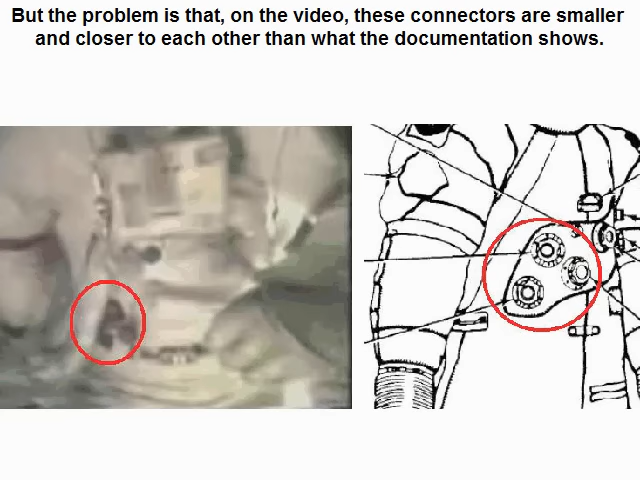 But the problem is that, on the video, these connectors are smaller
and closer to each other than what the documentation shows.